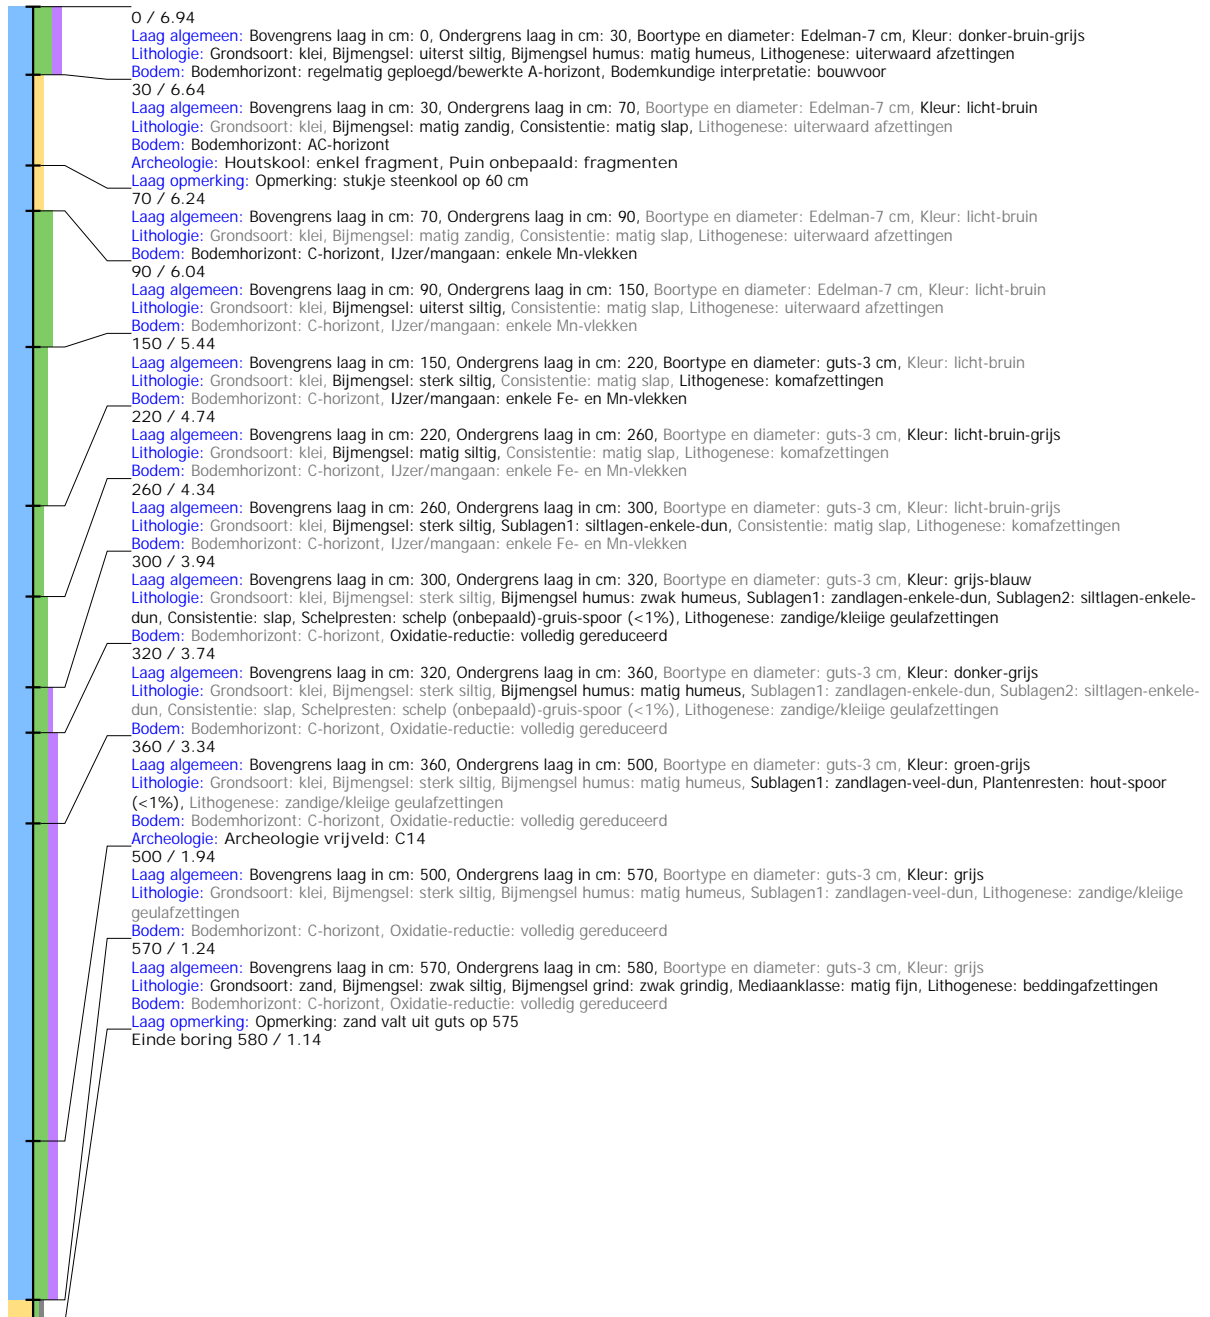 0 / 6.94
Laag algemeen: Bovengrens laag in cm: 0, Ondergrens laag in cm: 30, Boortype en diameter: Edelman-7 cm, Kleur: donker-bruin-grijs
Lithologie: Grondsoort: klei, Bijmengsel: uiterst siltig, Bijmengsel humus: matig humeus, Lithogenese: uiterwaard afzettingen
Bodem: Bodemhorizont: regelmatig geploegd/bewerkte A-horizont, Bodemkundige interpretatie: bouwvoor
30 / 6.64
Laag algemeen: Bovengrens laag in cm: 30, Ondergrens laag in cm: 70, Boortype en diameter: Edelman-7 cm, Kleur: licht-bruin
Lithologie: Grondsoort: klei, Bijmengsel: matig zandig, Consistentie: matig slap, Lithogenese: uiterwaard afzettingen
Bodem: Bodemhorizont: AC-horizont
Archeologie: Houtskool: enkel fragment, Puin onbepaald: fragmenten
Laag opmerking: Opmerking: stukje steenkool op 60 cm
70 / 6.24
Laag algemeen: Bovengrens laag in cm: 70, Ondergrens laag in cm: 90, Boortype en diameter: Edelman-7 cm, Kleur: licht-bruin
Lithologie: Grondsoort: klei, Bijmengsel: matig zandig, Consistentie: matig slap, Lithogenese: uiterwaard afzettingen
Bodem: Bodemhorizont: C-horizont, IJzer/mangaan: enkele Mn-vlekken
90 / 6.04
Laag algemeen: Bovengrens laag in cm: 90, Ondergrens laag in cm: 150, Boortype en diameter: Edelman-7 cm, Kleur: licht-bruin
Lithologie: Grondsoort: klei, Bijmengsel: uiterst siltig, Consistentie: matig slap, Lithogenese: uiterwaard afzettingen
Bodem: Bodemhorizont: C-horizont, IJzer/mangaan: enkele Mn-vlekken
150 / 5.44
Laag algemeen: Bovengrens laag in cm: 150, Ondergrens laag in cm: 220, Boortype en diameter: guts-3 cm, Kleur: licht-bruin
Lithologie: Grondsoort: klei, Bijmengsel: sterk siltig, Consistentie: matig slap, Lithogenese: komafzettingen
Bodem: Bodemhorizont: C-horizont, IJzer/mangaan: enkele Fe- en Mn-vlekken
220 / 4.74
Laag algemeen: Bovengrens laag in cm: 220, Ondergrens laag in cm: 260, Boortype en diameter: guts-3 cm, Kleur: licht-bruin-grijs
Lithologie: Grondsoort: klei, Bijmengsel: matig siltig, Consistentie: matig slap, Lithogenese: komafzettingen
Bodem: Bodemhorizont: C-horizont, IJzer/mangaan: enkele Fe- en Mn-vlekken
260 / 4.34
Laag algemeen: Bovengrens laag in cm: 260, Ondergrens laag in cm: 300, Boortype en diameter: guts-3 cm, Kleur: licht-bruin-grijs
Lithologie: Grondsoort: klei, Bijmengsel: sterk siltig, Sublagen1: siltlagen-enkele-dun, Consistentie: matig slap, Lithogenese: komafzettingen
Bodem: Bodemhorizont: C-horizont, IJzer/mangaan: enkele Fe- en Mn-vlekken
300 / 3.94
Laag algemeen: Bovengrens laag in cm: 300, Ondergrens laag in cm: 320, Boortype en diameter: guts-3 cm, Kleur: grijs-blauw
Lithologie: Grondsoort: klei, Bijmengsel: sterk siltig, Bijmengsel humus: zwak humeus, Sublagen1: zandlagen-enkele-dun, Sublagen2: siltlagen-enkele-
dun, Consistentie: slap, Schelpresten: schelp (onbepaald)-gruis-spoor (<1%), Lithogenese: zandige/kleiige geulafzettingen
Bodem: Bodemhorizont: C-horizont, Oxidatie-reductie: volledig gereduceerd
320 / 3.74
Laag algemeen: Bovengrens laag in cm: 320, Ondergrens laag in cm: 360, Boortype en diameter: guts-3 cm, Kleur: donker-grijs
Lithologie: Grondsoort: klei, Bijmengsel: sterk siltig, Bijmengsel humus: matig humeus, Sublagen1: zandlagen-enkele-dun, Sublagen2: siltlagen-enkele-
dun, Consistentie: slap, Schelpresten: schelp (onbepaald)-gruis-spoor (<1%), Lithogenese: zandige/kleiige geulafzettingen
Bodem: Bodemhorizont: C-horizont, Oxidatie-reductie: volledig gereduceerd
360 / 3.34
Laag algemeen: Bovengrens laag in cm: 360, Ondergrens laag in cm: 500, Boortype en diameter: guts-3 cm, Kleur: groen-grijs
Lithologie: Grondsoort: klei, Bijmengsel: sterk siltig, Bijmengsel humus: matig humeus, Sublagen1: zandlagen-veel-dun, Plantenresten: hout-spoor
(<1%), Lithogenese: zandige/kleiige geulafzettingen
Bodem: Bodemhorizont: C-horizont, Oxidatie-reductie: volledig gereduceerd
Archeologie: Archeologie vrijveld: C14
500 / 1.94
Laag algemeen: Bovengrens laag in cm: 500, Ondergrens laag in cm: 570, Boortype en diameter: guts-3 cm, Kleur: grijs
Lithologie: Grondsoort: klei, Bijmengsel: sterk siltig, Bijmengsel humus: matig humeus, Sublagen1: zandlagen-veel-dun, Lithogenese: zandige/kleiige
geulafzettingen
Bodem: Bodemhorizont: C-horizont, Oxidatie-reductie: volledig gereduceerd
570 / 1.24
Laag algemeen: Bovengrens laag in cm: 570, Ondergrens laag in cm: 580, Boortype en diameter: guts-3 cm, Kleur: grijs
Lithologie: Grondsoort: zand, Bijmengsel: zwak siltig, Bijmengsel grind: zwak grindig, Mediaanklasse: matig fijn, Lithogenese: beddingafzettingen
Bodem: Bodemhorizont: C-horizont, Oxidatie-reductie: volledig gereduceerd
Laag opmerking: Opmerking: zand valt uit guts op 575
Einde boring 580 / 1.14